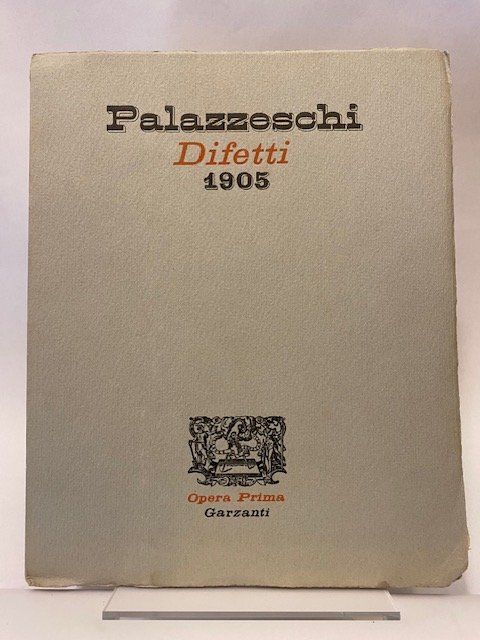 Palazzeschi
Difetti
1905
Opera Prima
Garzanti